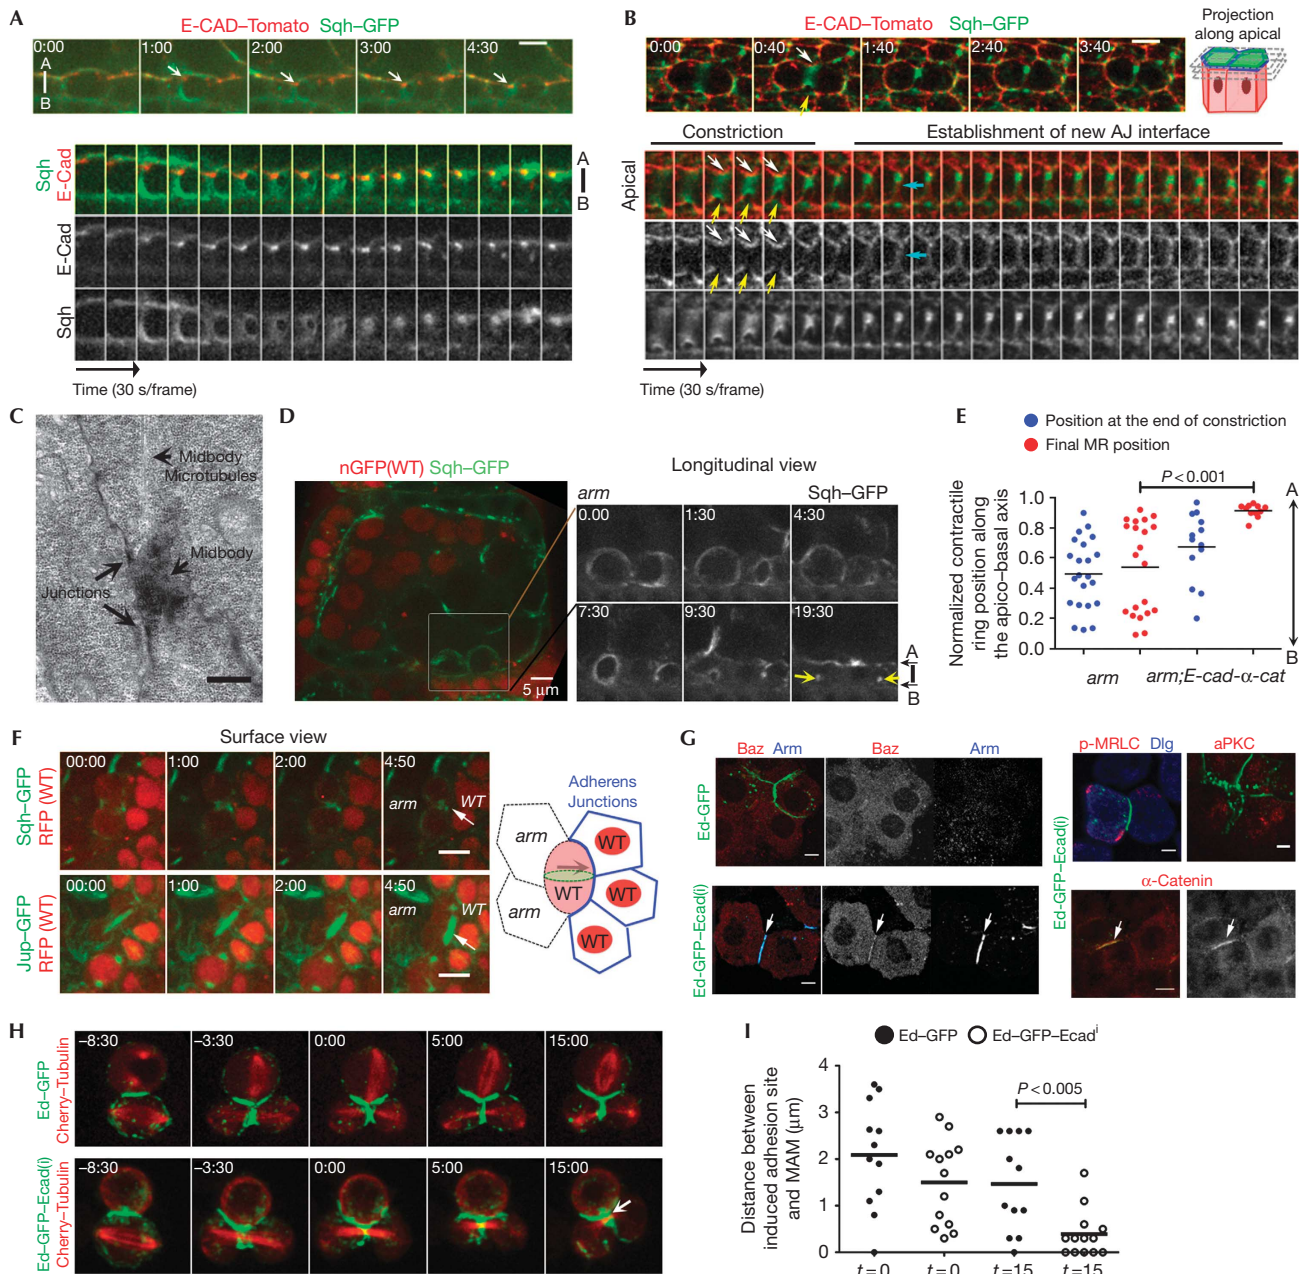 A
E-CAD–Tomato Sqh–GFP
0:00 1:00 2:00 3:00 4:30
A
B
Sqh
E-Cad
A
B
E-Cad
Sqh
Time (30 s/frame)
B
E-CAD–Tomato Sqh–GFP
0:00 0:40 1:40 2:40 3:40
Projection
along apical
Constriction Establishment of new AJ interface
Apical
Time (30 s/frame)
C
Midbody
Microtubules
Midbody
Junctions
D
nGFP(WT) Sqh–GFP
5 μm
Longitudinal view
arm Sqh–GFP
0.00 1:30 4:30
7:30 9:30 19:30
A
B
E
Position at the end of constriction
Final MR position
P < 0.001
Normalized contractile
ring position along
the apico–basal axis
1.0
0.8
0.6
0.4
0.2
0.0
A
B
arm arm;E-cad-α-cat
F
Surface view
Sqh–GFP
RFP (WT)
00:00 1:00 2:00 4:50
arm WT
Jup–GFP
RFP (WT)
00:00 1:00 2:00 4:50
arm WT
Adherens
Junctions
arm
WT
WT
WT
arm
WT
G
Baz Arm Baz Arm
Ed-GFP
Ed-GFP–Ecad(i)
p-MRLC Dlg aPKC
Ed-GFP–Ecad(i)
α-Catenin
H
Ed–GFP
Cherry–Tubulin
–8:30 –3:30 0:00 5:00 15:00
Ed–GFP–Ecad(i)
Cherry–Tubulin
–8:30 –3:30 0:00 5:00 15:00
I
Ed–GFP Ed–GFP–Ecadⁱ
P < 0.005
Distance between
induced adhesion site
and MAM (μm)
4
3
2
1
0
t=0 t=0 t=15 t=15